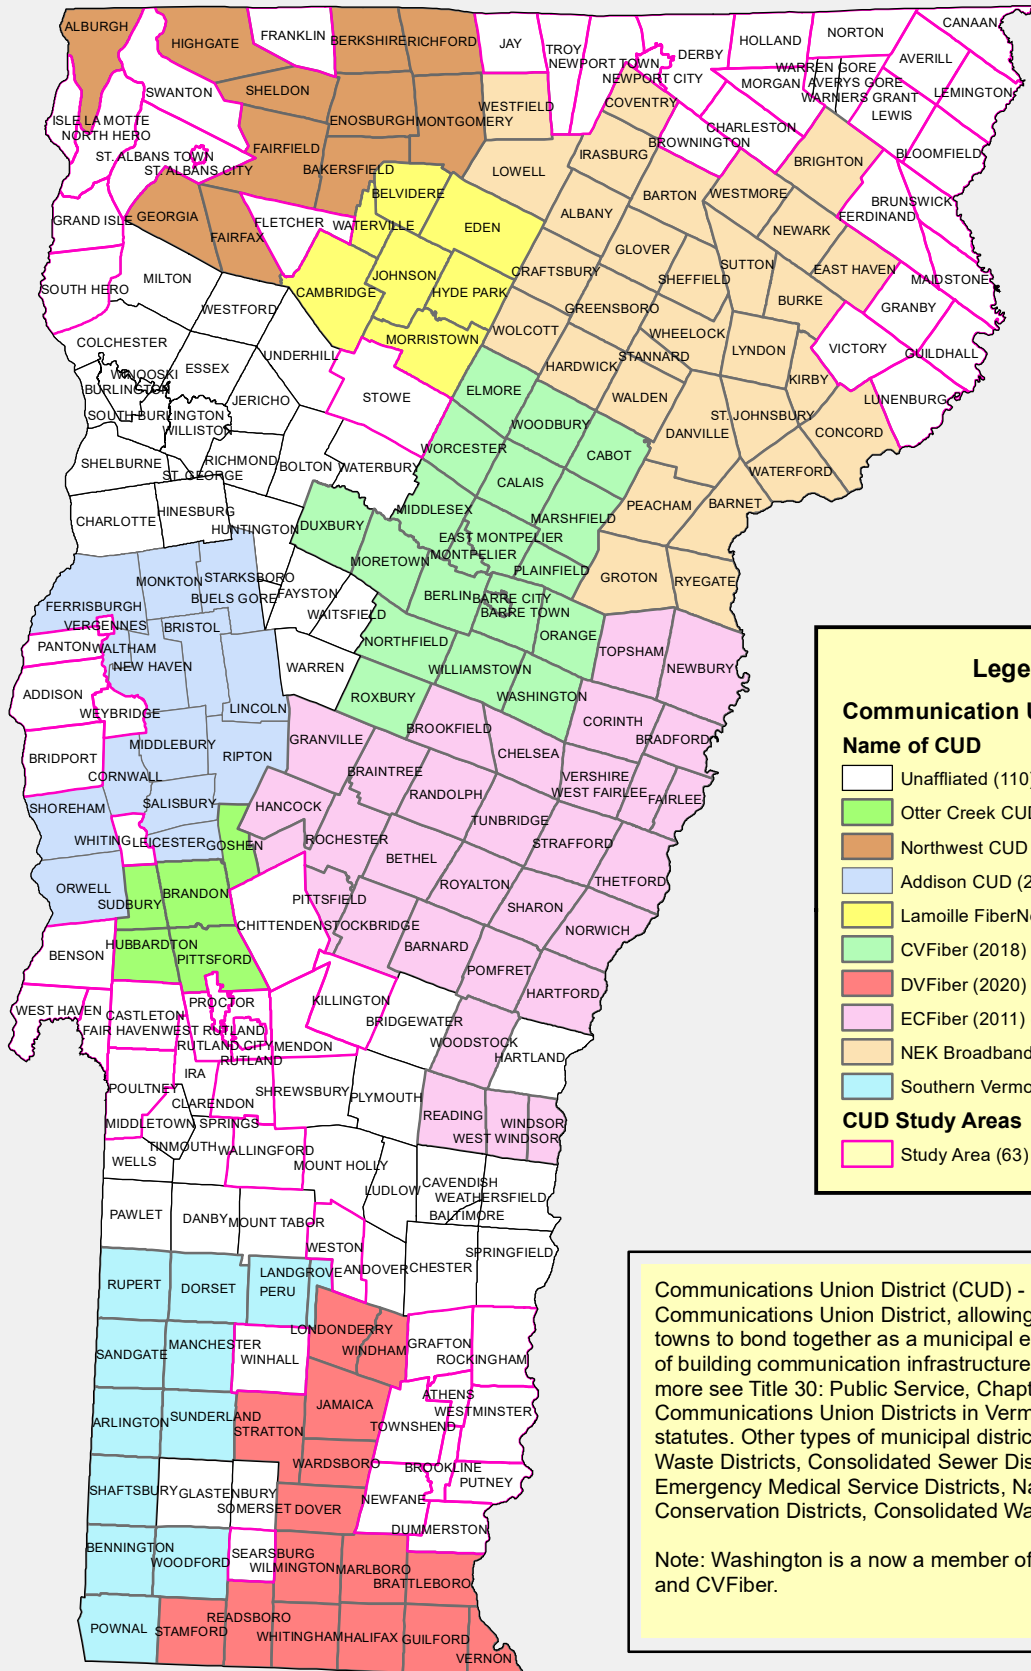 ALBURGH
HIGHGATE
FRANKLIN
BERKSHIRE
RICHFORD
JAY
TROY
NEWPORT TOWN
DERBY
HOLLAND
NORTON
CANAAN
NEWPORT CITY
MORGAN
WARREN GORE
AVERYS GORE
WARNERS GRANT
AVERILL
LEMINGTON
LEWIS
SWANTON
SHELDON
ENOSBURGH
MONTGOMERY
WESTFIELD
COVENTRY
BROWNINGTON
CHARLESTON
BRIGHTON
BLOOMFIELD
ISLE LA MOTTE
NORTH HERO
ST. ALBANS TOWN
ST. ALBANS CITY
FAIRFIELD
BAKERSFIELD
BELVIDERE
LOWELL
IRASBURG
BARTON
WESTMORE
BRUNSWICK
FERDINAND
GRAND ISLE
GEORGIA
FAIRFAX
FLETCHER
WATERVILLE
EDEN
ALBANY
GLOVER
NEWARK
SOUTH HERO
MILTON
WESTFORD
CAMBRIDGE
JOHNSON
HYDE PARK
CRAFTSBURY
GREENSBORO
SHEFFIELD
SUTTON
EAST HAVEN
MAIDSTONE
BURKE
GRANBY
COLCHESTER
WINOOSKI
BURLINGTON
ESSEX
UNDERHILL
MORRISTOWN
WOLCOTT
HARDWICK
STANNARD
WHEELOCK
LYNDON
VICTORY
GUILDHALL
KIRBY
LUNENBURG
SOUTH BURLINGTON
WILLISTON
JERICHO
STOWE
ELMORE
WOODBURY
WALDEN
DANVILLE
ST. JOHNSBURY
CONCORD
SHELBURNE
ST. GEORGE
RICHMOND
BOLTON
WATERBURY
WORCESTER
CALAIS
CABOT
WATERFORD
CHARLOTTE
HINESBURG
HUNTINGTON
DUXBURY
MIDDLESEX
EAST MONTPELIER
MONTPELIER
MARSHFIELD
PEACHAM
BARNET
MORETOWN
PLAINFIELD
GROTON
RYEGATE
MONKTON
STARKSBORO
BUELS GORE
FAYSTON
WAITSFIELD
BERLIN
BARRE CITY
BARRE TOWN
FERRISBURGH
VERGENNES
BRISTOL
NORTHFIELD
ORANGE
TOPSHAM
NEWBURY
PANTON
WALTHAM
NEW HAVEN
WARREN
WILLIAMSTOWN
WASHINGTON
ROXBURY
ADDISON
WEYBRIDGE
LINCOLN
BROOKFIELD
CORINTH
BRADFORD
BRIDPORT
MIDDLEBURY
RIPTON
GRANVILLE
CHELSEA
CORNWALL
BRAINTREE
RANDOLPH
VERSHIRE
WEST FAIRLEE
FAIRLEE
SHOREHAM
SALISBURY
HANCOCK
TUNBRIDGE
STRAFFORD
WHITING
LEICESTER
GOSHEN
ROCHESTER
BETHEL
ORWELL
SUDBURY
BRANDON
PITTSFIELD
ROYALTON
THETFORD
CHITTENDEN
STOCKBRIDGE
SHARON
NORWICH
BENSON
HUBBARDTON
PITTSFORD
BARNARD
POMFRET
HARTFORD
WEST HAVEN
CASTLETON
PROCTOR
KILLINGTON
BRIDGEWATER
FAIR HAVEN
WEST RUTLAND
RUTLAND CITY
RUTLAND
MENDON
WOODSTOCK
HARTLAND
IRA
POULTNEY
CLARENDON
SHREWSBURY
PLYMOUTH
READING
WINDSOR
WEST WINDSOR
MIDDLETOWN SPRINGS
TINMOUTH
WALLINGFORD
WELLS
MOUNT HOLLY
LUDLOW
CAVENDISH
WEATHERSFIELD
BALTIMORE
PAWLET
DANBY
MOUNT TABOR
WESTON
ANDOVER
CHESTER
SPRINGFIELD
RUPERT
DORSET
LANDGROVE
PERU
LONDONDERRY
WINDHAM
GRAFTON
ROCKINGHAM
SANDGATE
MANCHESTER
WINHALL
JAMAICA
ATHENS
WESTMINSTER
TOWNSHEND
ARLINGTON
SUNDERLAND
STRATTON
WARDSBORO
BROOKLINE
PUTNEY
SHAFTSBURY
GLASTENBURY
SOMERSET
DOVER
NEWFANE
DUMMERSTON
BENNINGTON
WOODFORD
SEARSBURG
WILMINGTON
MARLBORO
BRATTLEBORO
POWNAL
STAMFORD
READSBORO
WHITINGHAM
HALIFAX
GUILFORD
VERNON
Lege
Communication U
Name of CUD
Unaffliated (110)
Otter Creek CUD
Northwest CUD
Addison CUD (2
Lamoille FiberNe
CVFiber (2018)
DVFiber (2020)
ECFiber (2011)
NEK Broadband
Southern Vermo
CUD Study Areas
Study Area (63)
Communications Union District (CUD) -
Communications Union District, allowing
towns to bond together as a municipal e
of building communication infrastructure
more see Title 30: Public Service, Chapt
Communications Union Districts in Verm
statutes. Other types of municipal distric
Waste Districts, Consolidated Sewer Dis
Emergency Medical Service Districts, Na
Conservation Districts, Consolidated Wa
Note: Washington is a now a member of
and CVFiber.